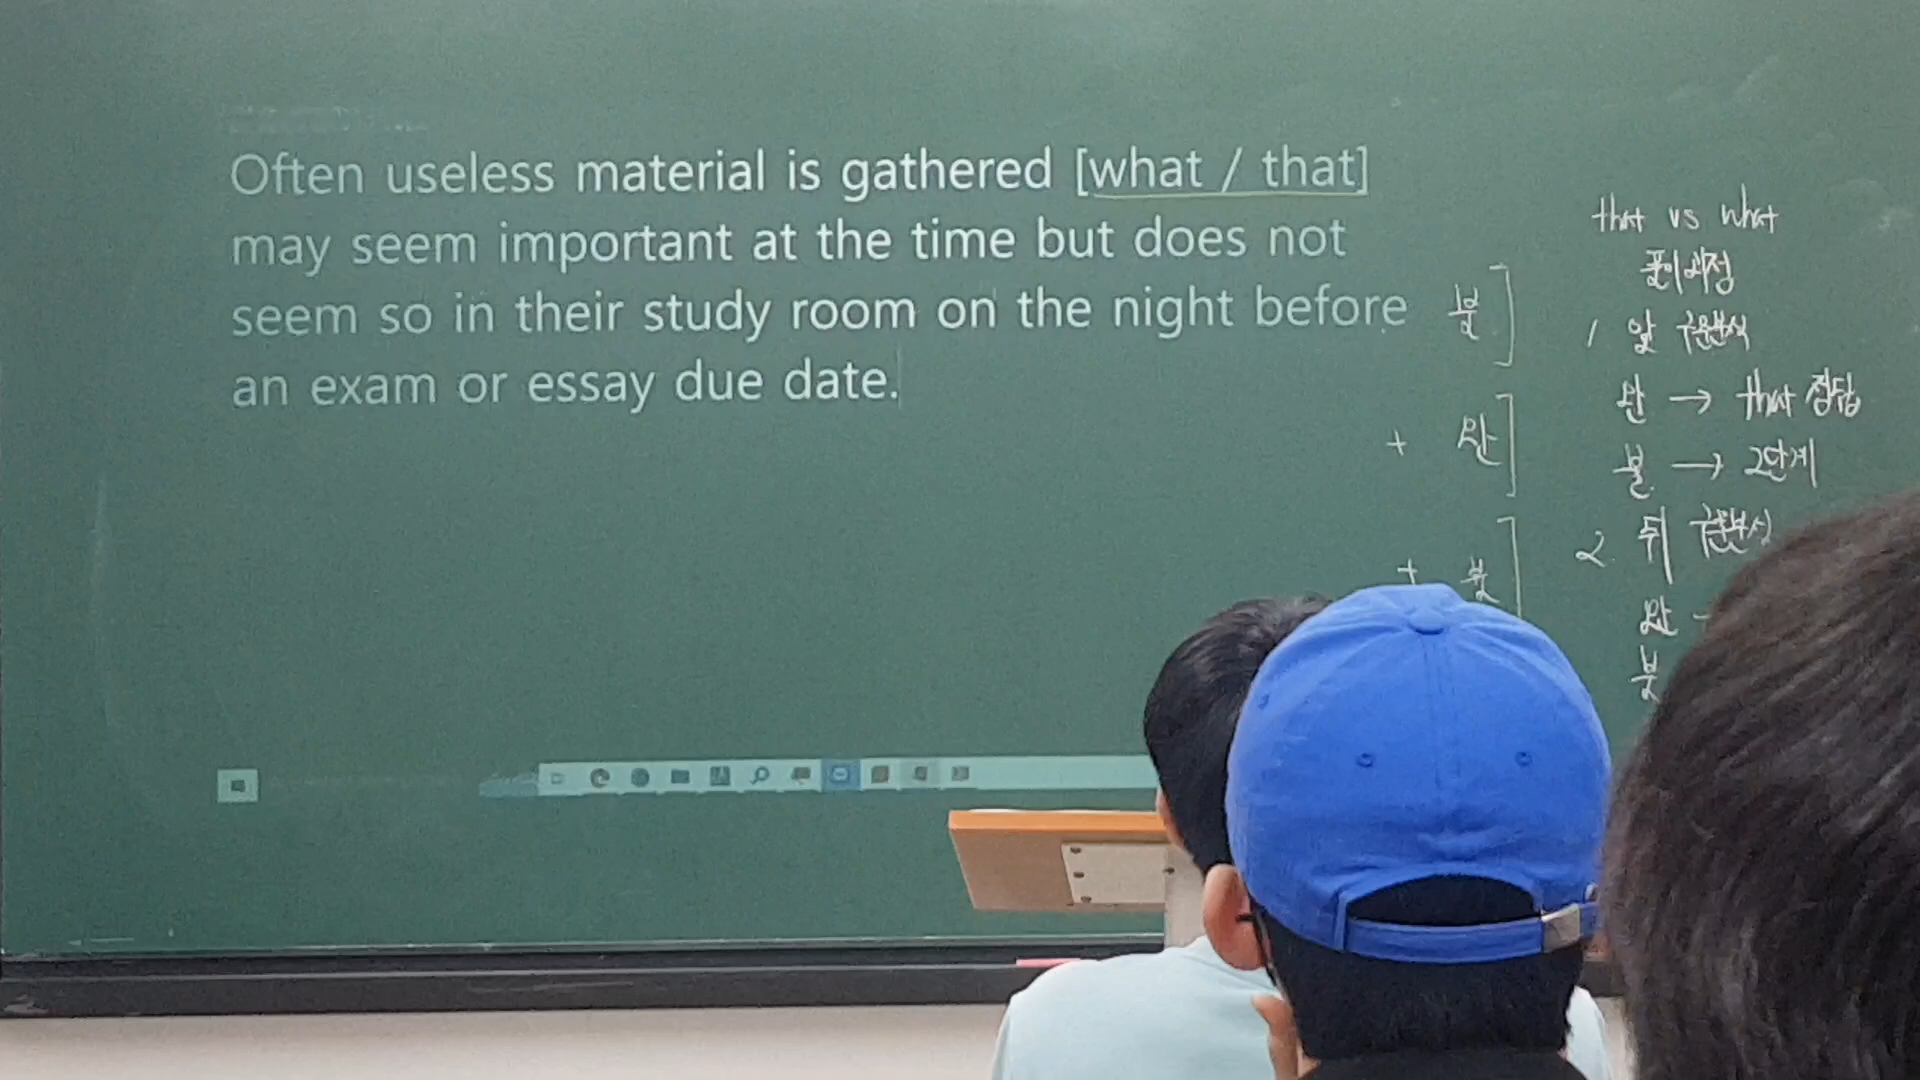 Often useless material is gathered [what / that]
may seem important at the time but does not
seem so in their study room on the night before
an exam or essay due date.
that vs what
풀이과정
1 앞 구문분석
완 → that 정답
불 → 2단계
2. 뒤 구문분석
완
불
불
+ 완
+ 불